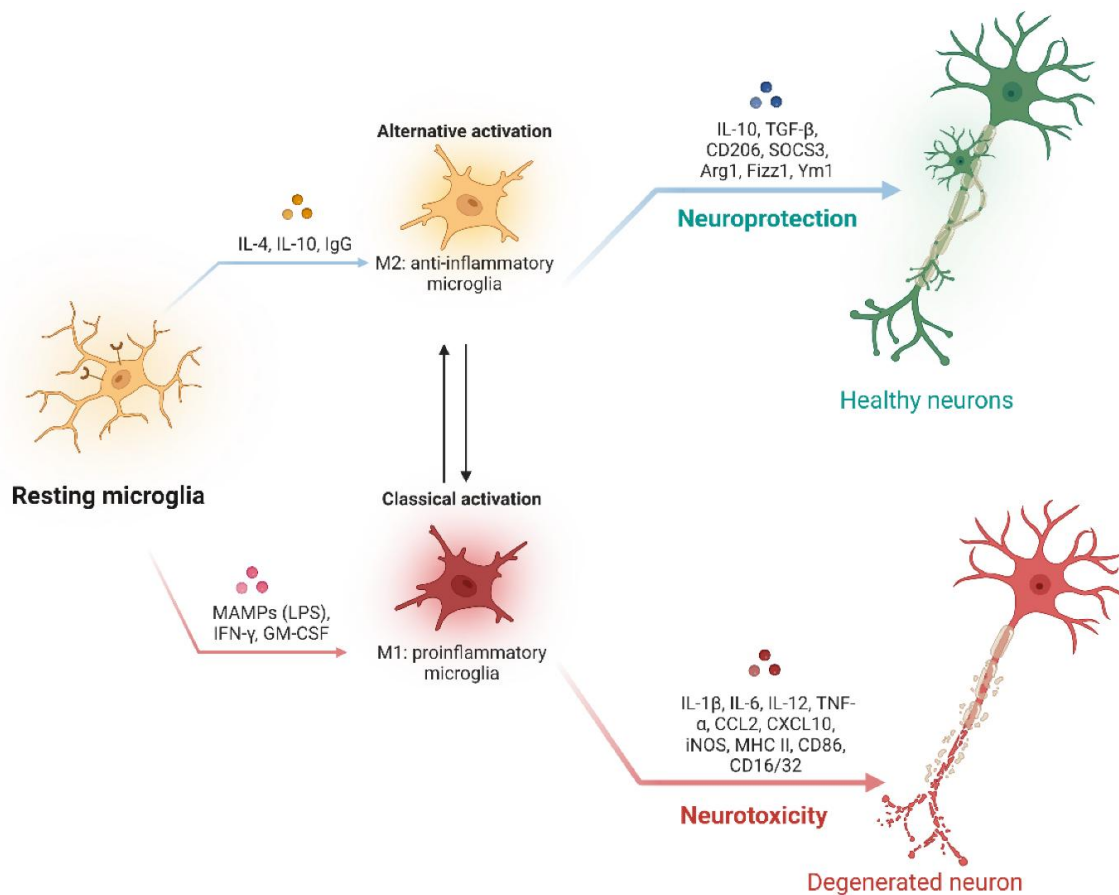 Alternative activation
IL-4, IL-10, IgG
M2: anti-inflammatory
microglia
IL-10, TGF-β,
CD206, SOCS3,
Arg1, Fizz1, Ym1
Neuroprotection
Healthy neurons
Resting microglia
Classical activation
MAMPs (LPS),
IFN-γ, GM-CSF
M1: proinflammatory
microglia
IL-1β, IL-6, IL-12, TNF-
α, CCL2, CXCL10,
iNOS, MHC II, CD86,
CD16/32
Neurotoxicity
Degenerated neuron